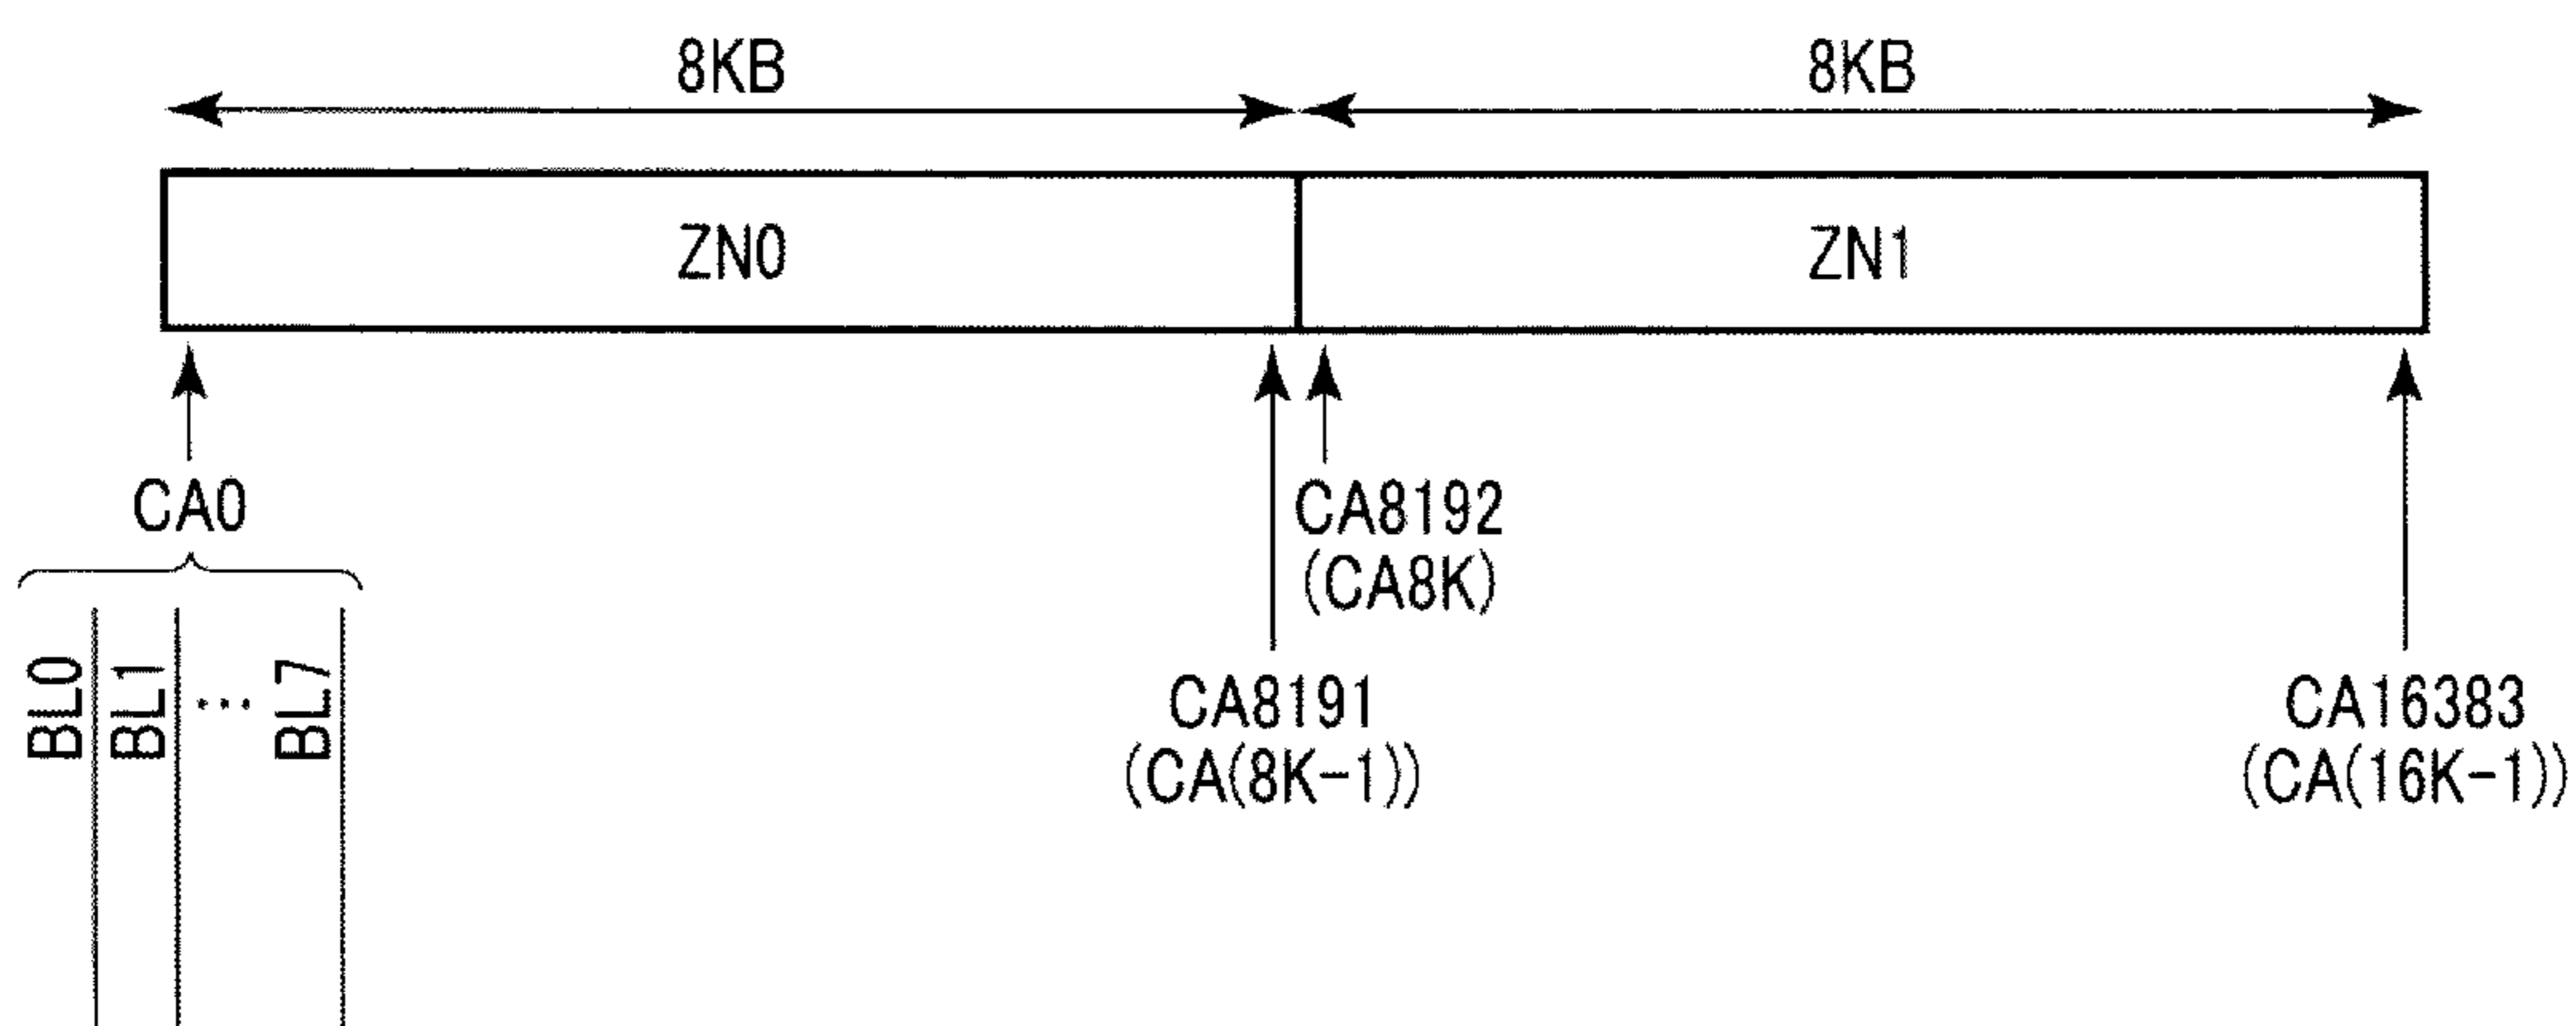 8KB
8KB
ZN0
ZN1
CA0
CA8192
(CA8K)
BL0
BL1
...
BL7
CA8191
(CA(8K-1))
CA16383
(CA(16K-1))